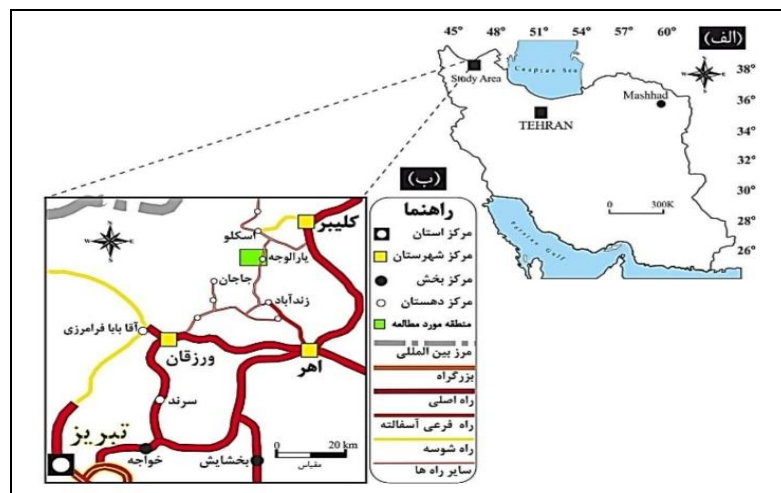 45° 48° 51° 54° 57° 60°
(الف)
38°
36°
34°
32°
30°
28°
26°
Caspian Sea
Study Area
Mashhad
TEHRAN
0 300K
Persian Gulf
(ب)
راهنما
مرکز استان
مرکز شهرستان
مرکز بخش
مرکز دهستان
منطقه مورد مطالعه
مرز بین المللی
بزرگراه
راه اصلی
راه فرعی آسفالته
راه شوسه
سایر راه ها
کلیبر
اسکلو
یارالوجه
جاجان
زندآباد
آقا بابا فرامرزی
ورزقان
اهر
سرند
تبریز
خواجه
بخشایش
0 20 km
مقیاس